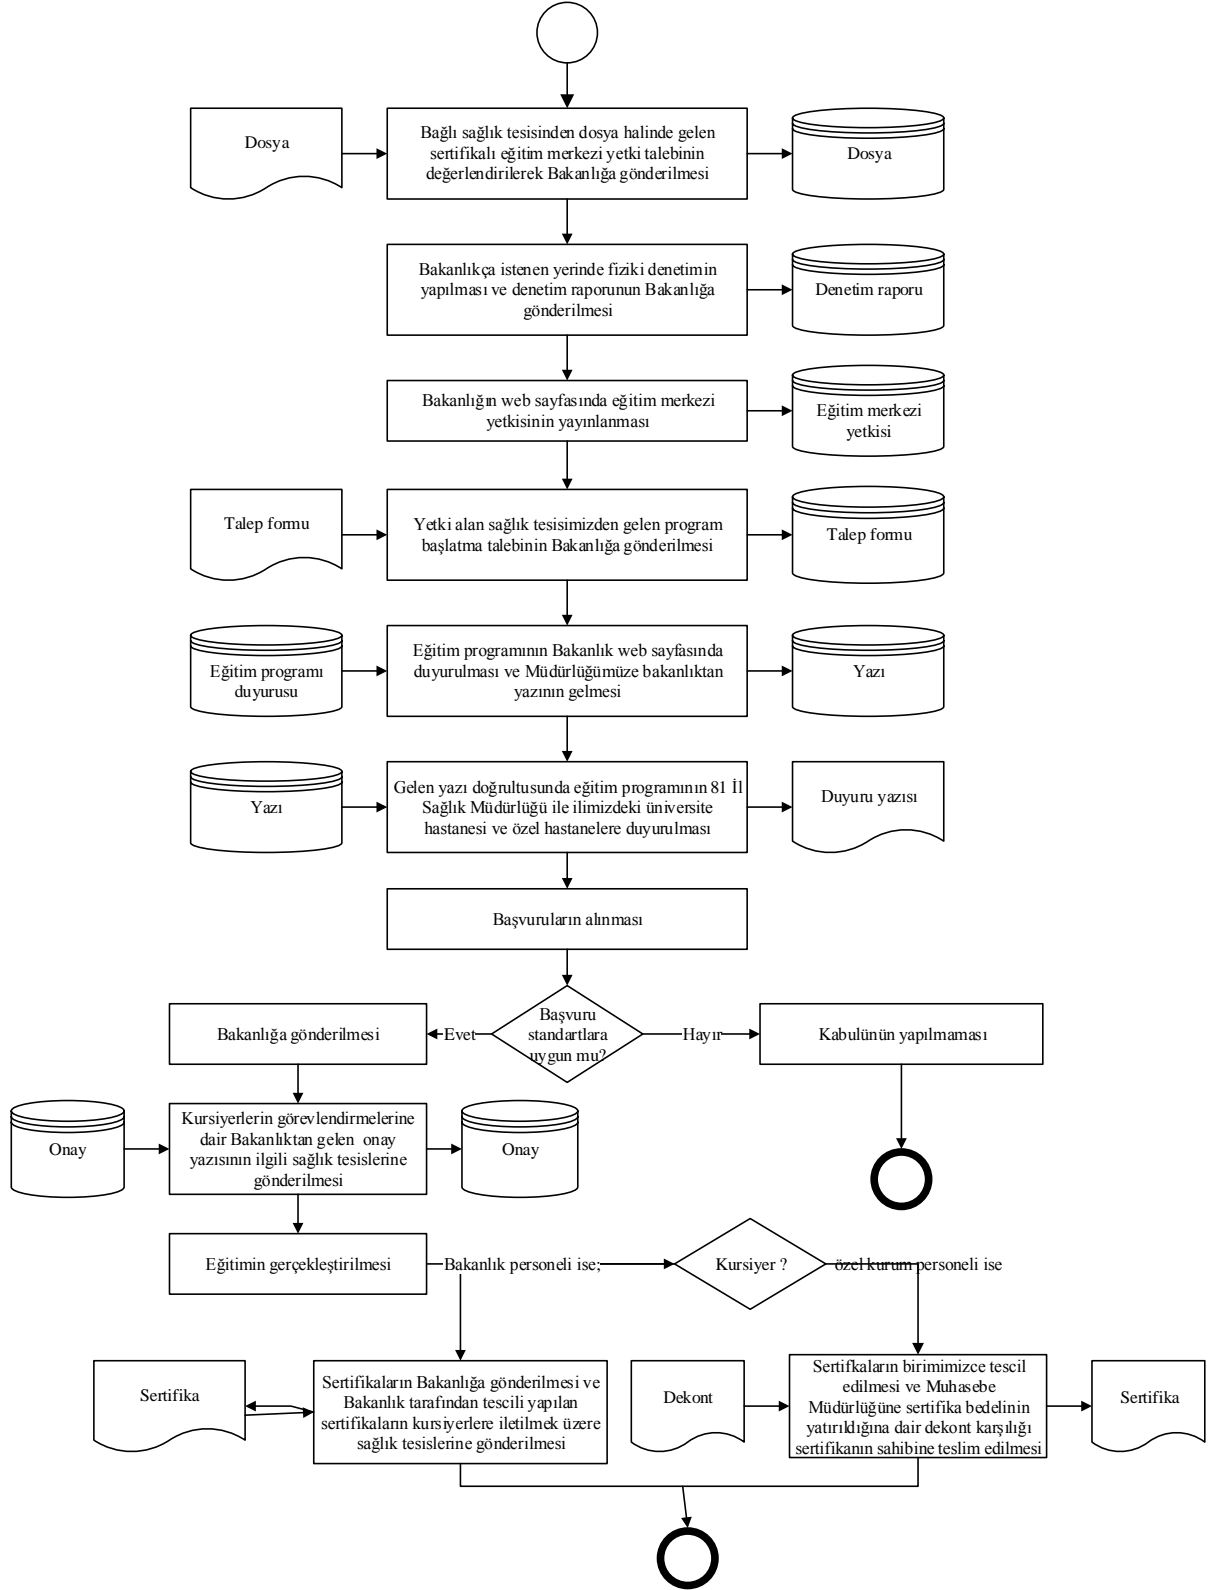 Dosya
Bağlı sağlık tesisinden dosya halinde gelen
sertifikalı eğitim merkezi yetki talebinin
değerlendirilerek Bakanlığa gönderilmesi
Dosya
Bakanlıkça istenen yerinde fiziki denetimin
yapılması ve denetim raporunun Bakanlığa
gönderilmesi
Denetim raporu
Bakanlığın web sayfasında eğitim merkezi
yetkisinin yayınlanması
Eğitim merkezi
yetkisi
Talep formu
Yetki alan sağlık tesisimizden gelen program
başlatma talebinin Bakanlığa gönderilmesi
Talep formu
Eğitim programı
duyurusu
Eğitim programının Bakanlık web sayfasında
duyurulması ve Müdürlüğümüze bakanlıktan
yazının gelmesi
Yazı
Yazı
Gelen yazı doğrultusunda eğitim programının 81 İl
Sağlık Müdürlüğü ile ilimizdeki üniversite
hastanesi ve özel hastanelere duyurulması
Duyuru yazısı
Başvuruların alınması
Bakanlığa gönderilmesi
Evet
Başvuru
standartlara
uygun mu?
Hayır
Kabulünün yapılmaması
Onay
Kursiyerlerin görevlendirmelerine
dair Bakanlıktan gelen  onay
yazısının ilgili sağlık tesislerine
gönderilmesi
Onay
Eğitimin gerçekleştirilmesi
Bakanlık personeli ise;
Kursiyer ?
özel kurum personeli ise
Sertifika
Sertifikaların Bakanlığa gönderilmesi ve
Bakanlık tarafından tescili yapılan
sertifikaların kursiyerlere iletilmek üzere
sağlık tesislerine gönderilmesi
Dekont
Sertifkaların birimimizce tescil
edilmesi ve Muhasebe
Müdürlüğüne sertifika bedelinin
yatırıldığına dair dekont karşılığı
sertifikanın sahibine teslim edilmesi
Sertifika